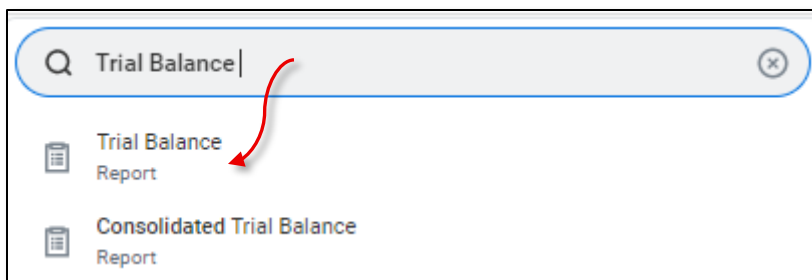 Trial Balance
Trial Balance
Report
Consolidated Trial Balance
Report